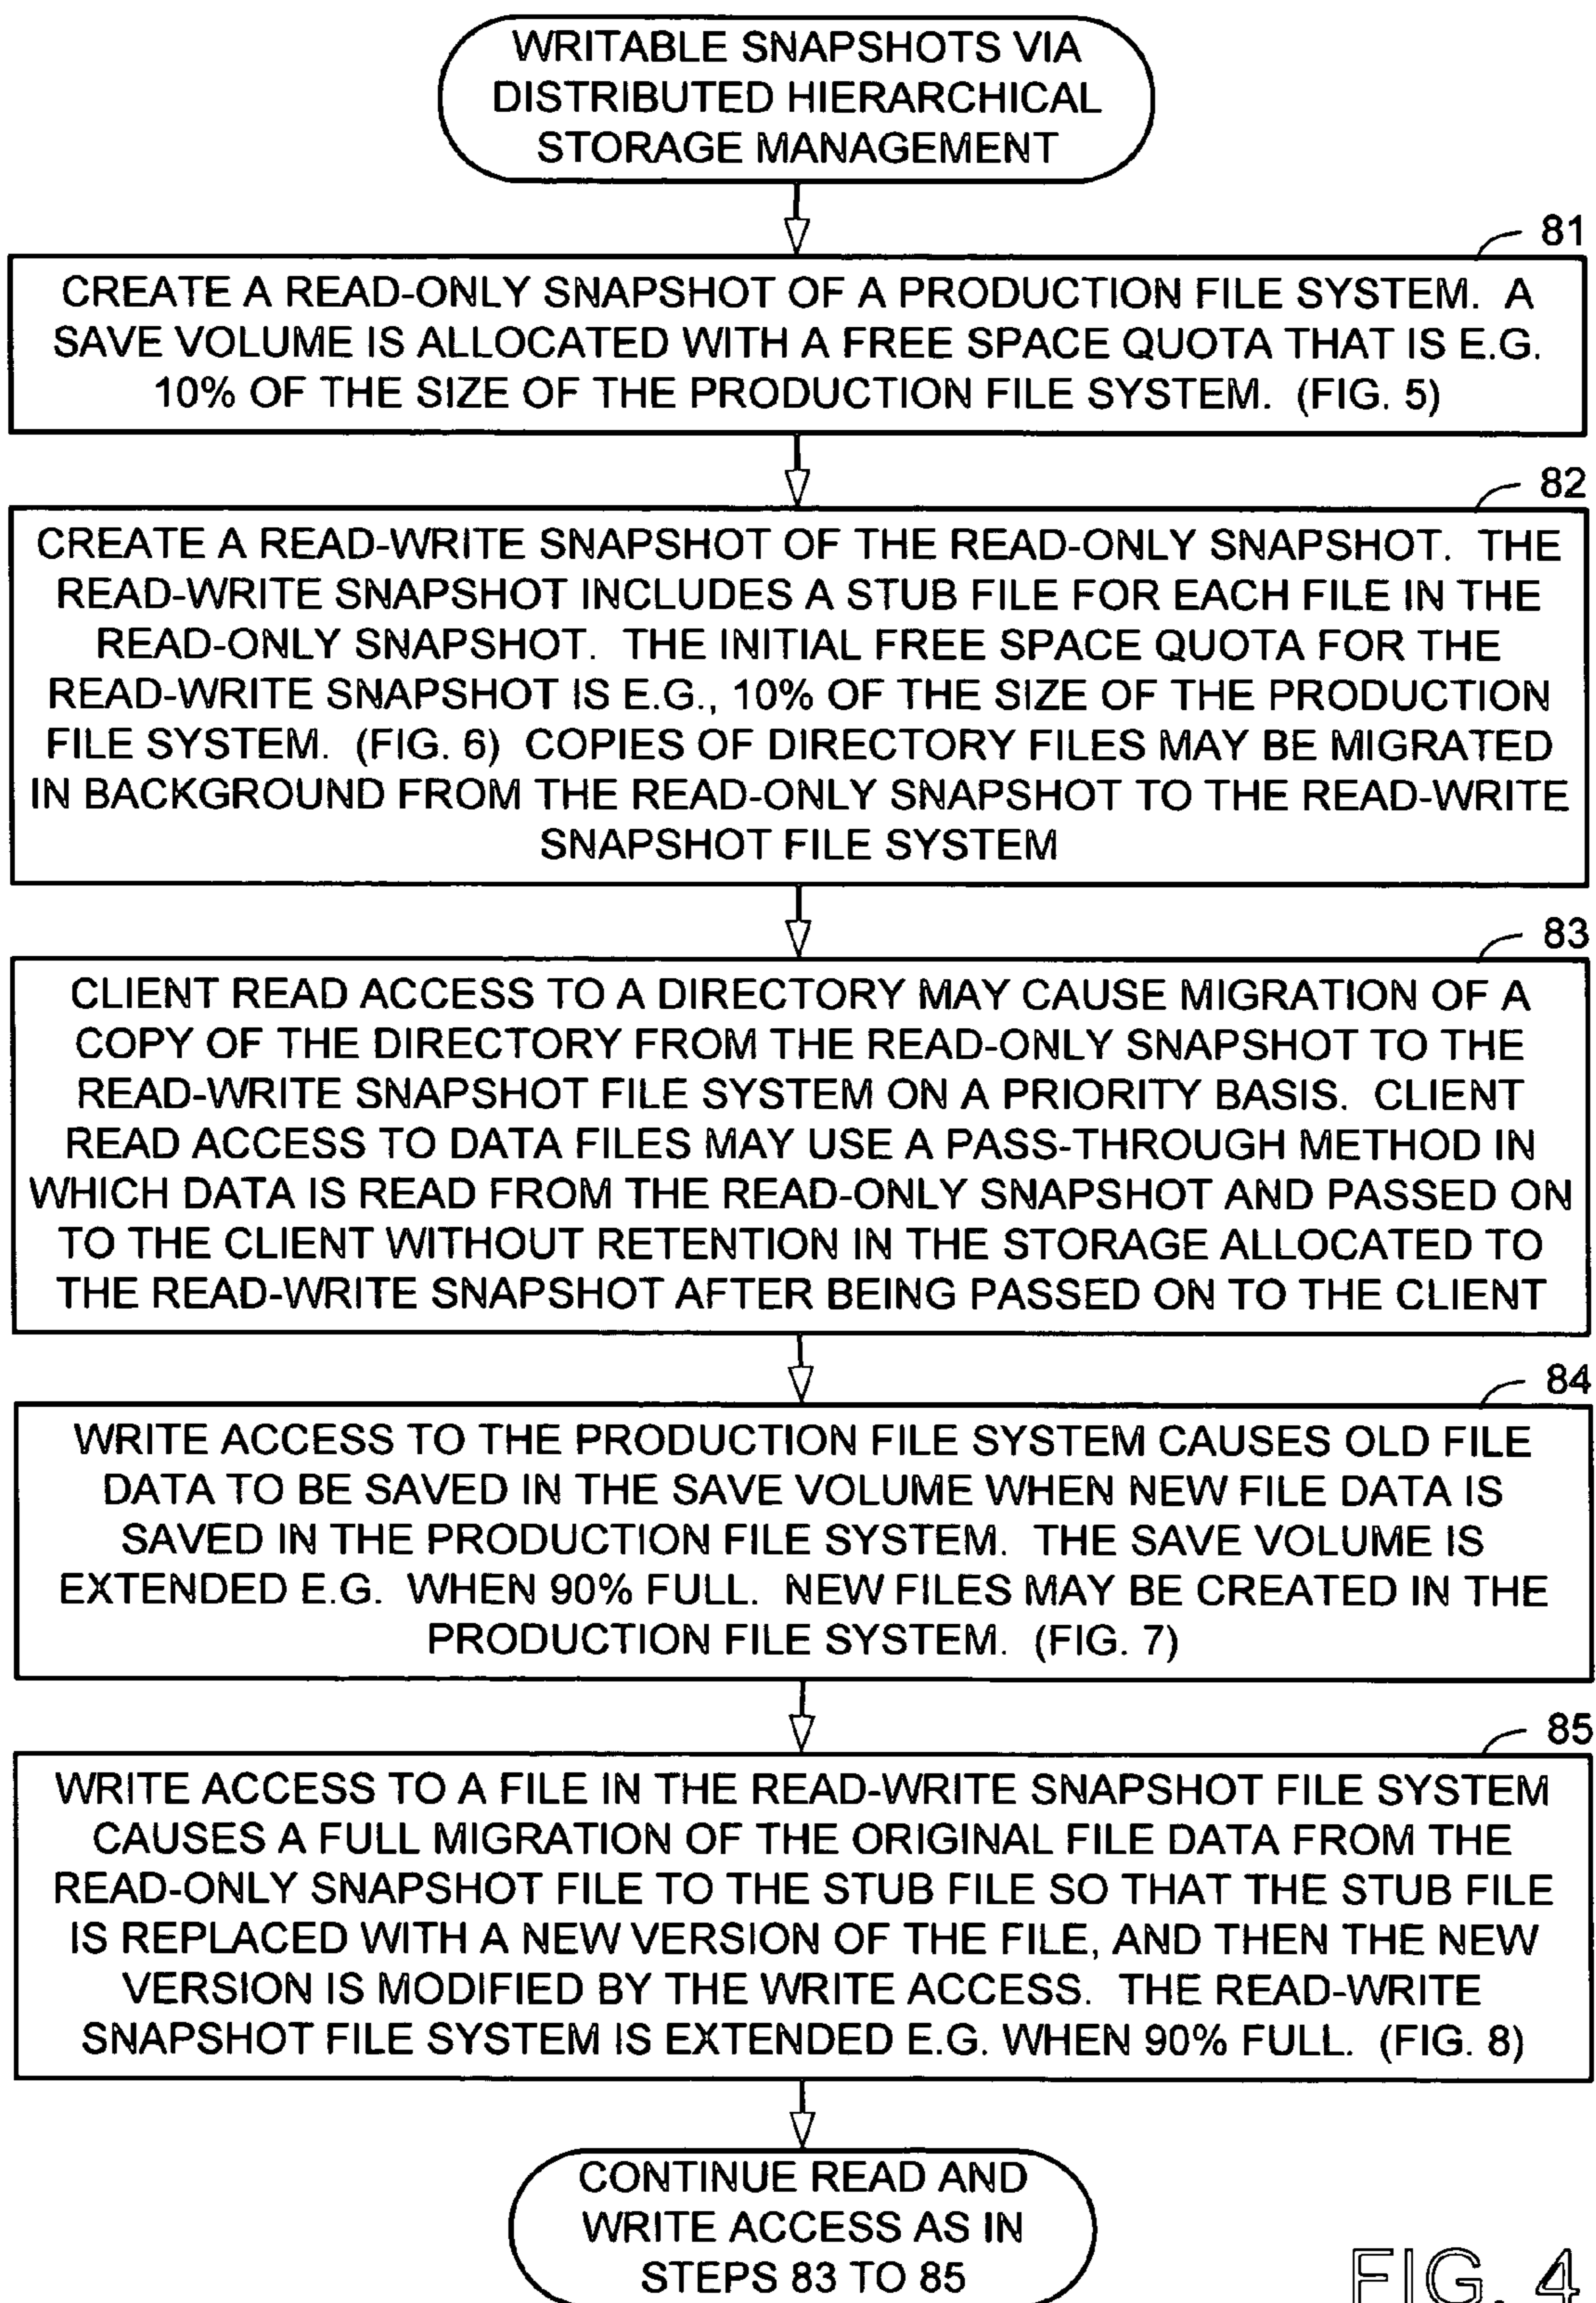 WRITABLE SNAPSHOTS VIA
DISTRIBUTED HIERARCHICAL
STORAGE MANAGEMENT
81
CREATE A READ-ONLY SNAPSHOT OF A PRODUCTION FILE SYSTEM. A
SAVE VOLUME IS ALLOCATED WITH A FREE SPACE QUOTA THAT IS E.G.
10% OF THE SIZE OF THE PRODUCTION FILE SYSTEM. (FIG. 5)
82
CREATE A READ-WRITE SNAPSHOT OF THE READ-ONLY SNAPSHOT. THE
READ-WRITE SNAPSHOT INCLUDES A STUB FILE FOR EACH FILE IN THE
READ-ONLY SNAPSHOT. THE INITIAL FREE SPACE QUOTA FOR THE
READ-WRITE SNAPSHOT IS E.G., 10% OF THE SIZE OF THE PRODUCTION
FILE SYSTEM. (FIG. 6) COPIES OF DIRECTORY FILES MAY BE MIGRATED
IN BACKGROUND FROM THE READ-ONLY SNAPSHOT TO THE READ-WRITE
SNAPSHOT FILE SYSTEM
83
CLIENT READ ACCESS TO A DIRECTORY MAY CAUSE MIGRATION OF A
COPY OF THE DIRECTORY FROM THE READ-ONLY SNAPSHOT TO THE
READ-WRITE SNAPSHOT FILE SYSTEM ON A PRIORITY BASIS. CLIENT
READ ACCESS TO DATA FILES MAY USE A PASS-THROUGH METHOD IN
WHICH DATA IS READ FROM THE READ-ONLY SNAPSHOT AND PASSED ON
TO THE CLIENT WITHOUT RETENTION IN THE STORAGE ALLOCATED TO
THE READ-WRITE SNAPSHOT AFTER BEING PASSED ON TO THE CLIENT
84
WRITE ACCESS TO THE PRODUCTION FILE SYSTEM CAUSES OLD FILE
DATA TO BE SAVED IN THE SAVE VOLUME WHEN NEW FILE DATA IS
SAVED IN THE PRODUCTION FILE SYSTEM. THE SAVE VOLUME IS
EXTENDED E.G. WHEN 90% FULL. NEW FILES MAY BE CREATED IN THE
PRODUCTION FILE SYSTEM. (FIG. 7)
85
WRITE ACCESS TO A FILE IN THE READ-WRITE SNAPSHOT FILE SYSTEM
CAUSES A FULL MIGRATION OF THE ORIGINAL FILE DATA FROM THE
READ-ONLY SNAPSHOT FILE TO THE STUB FILE SO THAT THE STUB FILE
IS REPLACED WITH A NEW VERSION OF THE FILE, AND THEN THE NEW
VERSION IS MODIFIED BY THE WRITE ACCESS. THE READ-WRITE
SNAPSHOT FILE SYSTEM IS EXTENDED E.G. WHEN 90% FULL. (FIG. 8)
CONTINUE READ AND
WRITE ACCESS AS IN
STEPS 83 TO 85
FIG. 4